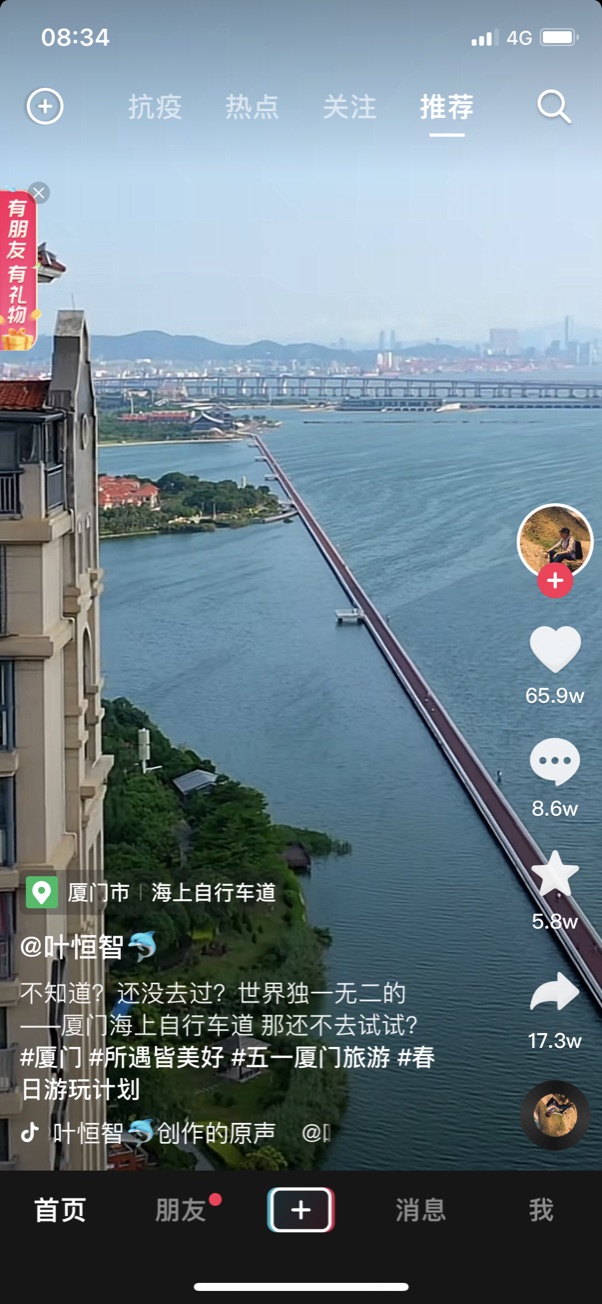 08:34
4G
抗疫 热点 关注 推荐
有朋友有礼物
65.9w
8.6w
5.8w
17.3w
厦门市 | 海上自行车道
@叶恒智🐬
不知道？还没去过？世界独一无二的
——厦门海上自行车道 那还不去试试？
#厦门 #所遇皆美好 #五一厦门旅游 #春
日游玩计划
叶恒智🐬创作的原声 @
首页 朋友 消息 我